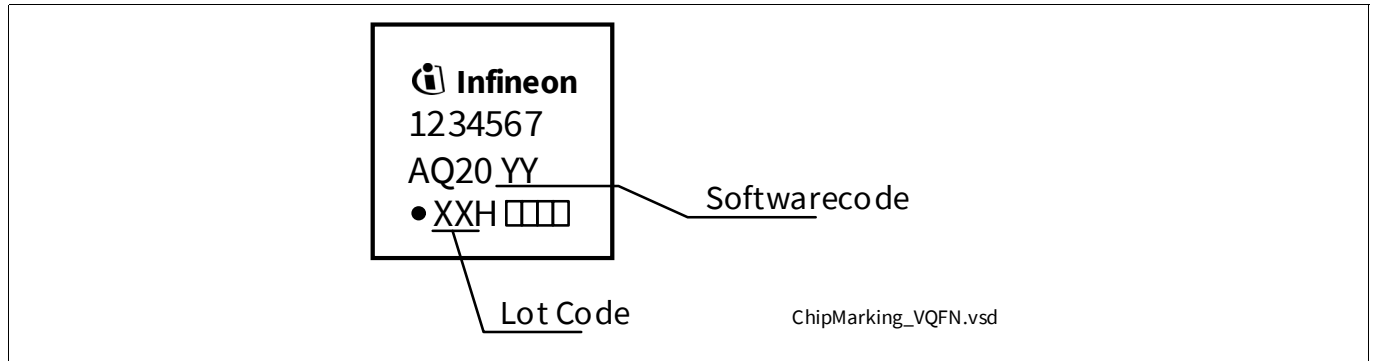 Infineon
1234567
AQ20 YY
Softwarecode
•XXH
Lot Code
ChipMarking_VQFN.vsd